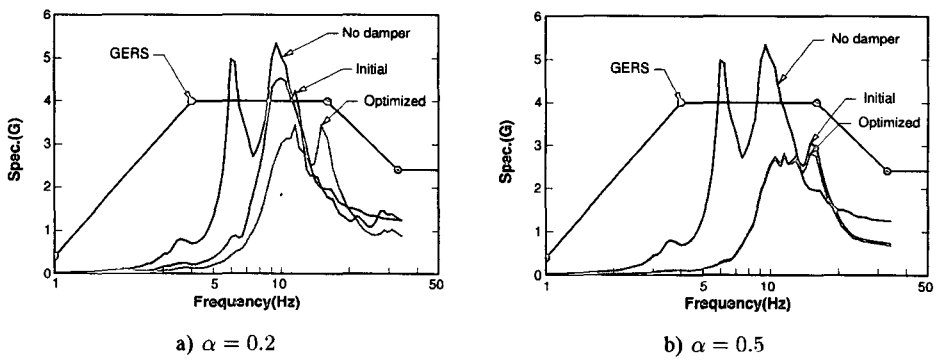 6
5
4
3
2
1
0
Spec.(G)
GERS
No damper
Initial
Optimized
1
5
10
50
Frequency(Hz)
a) α = 0.2
6
5
4
3
2
1
0
Spec.(G)
GERS
No damper
Initial
Optimized
1
5
10
50
Frequency(Hz)
b) α = 0.5